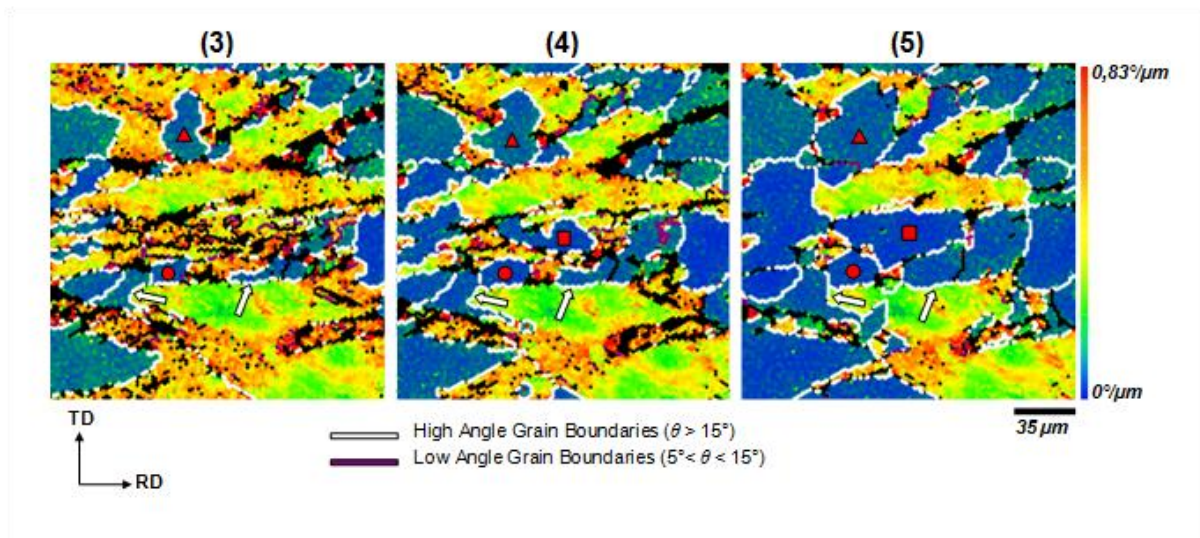 (3) (4) (5)
0,83°/µm
0°/µm
35 µm
TD
RD
High Angle Grain Boundaries (θ > 15°)
Low Angle Grain Boundaries (5°< θ < 15°)